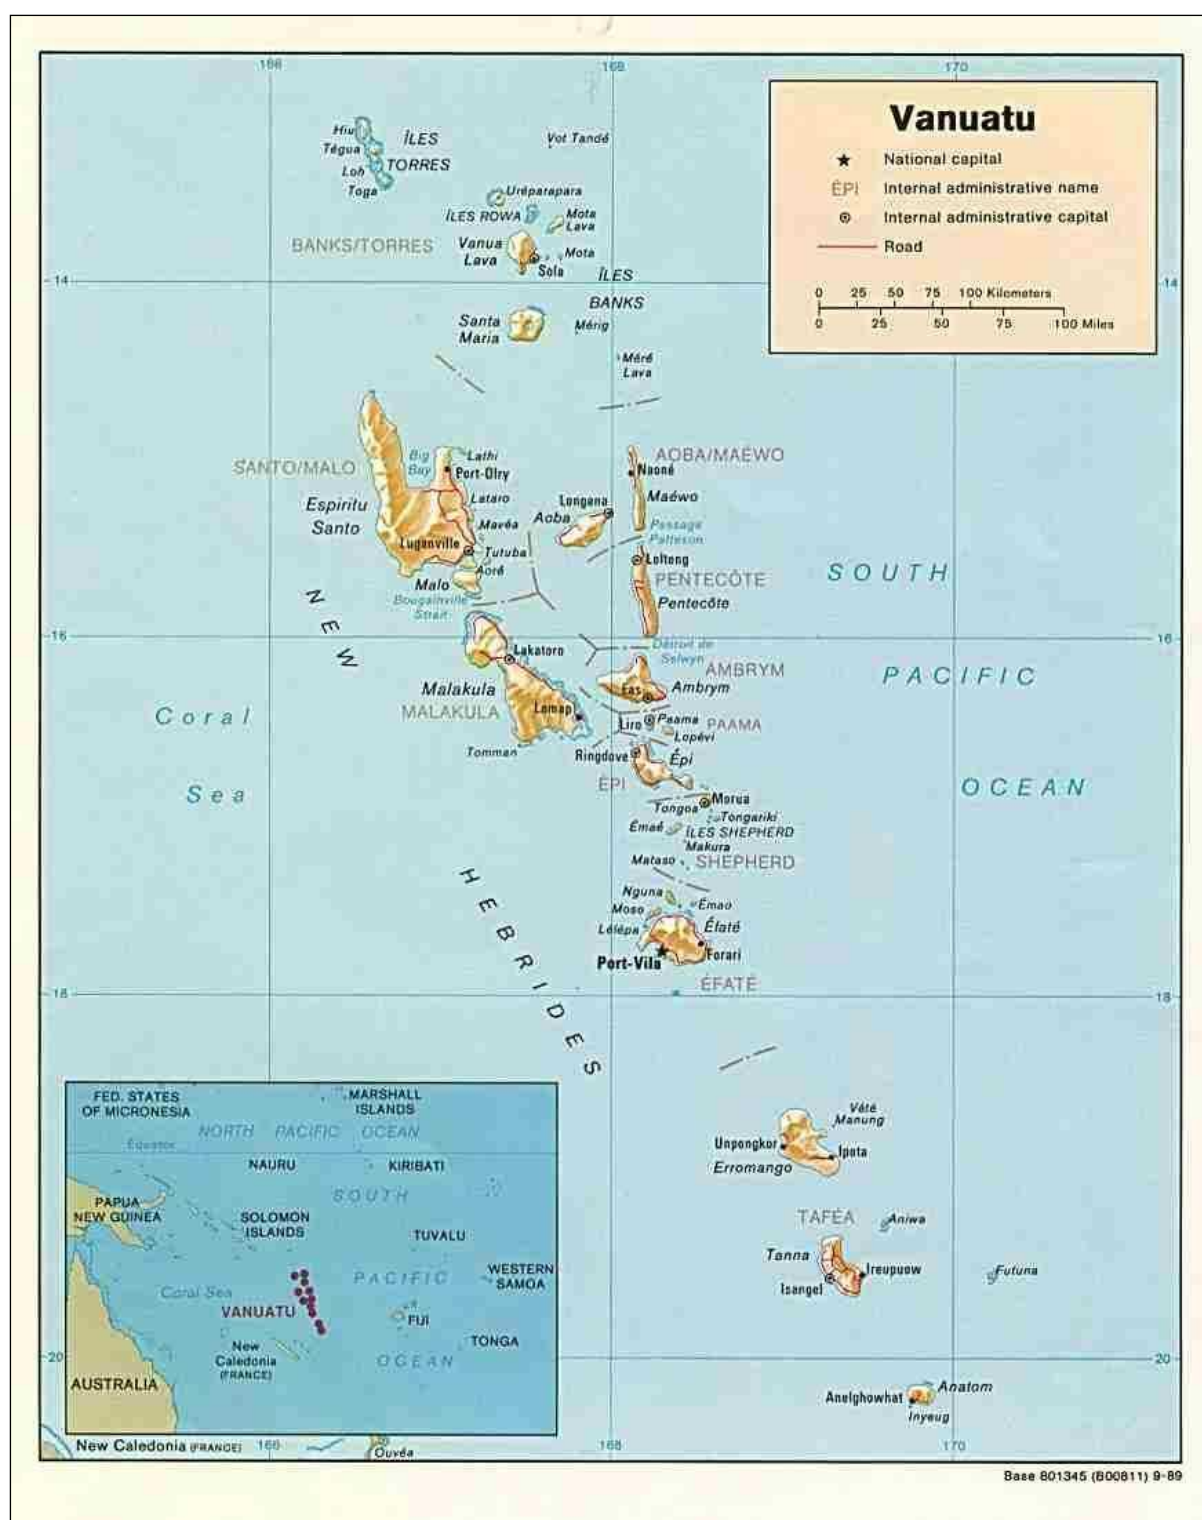 166
168
170
Vanuatu
National capital
ÉPI
Internal administrative name
Internal administrative capital
Road
0 25 50 75 100 Kilometers
0 25 50 75 100 Miles
Hiu
Tégua
Loh
Toga
ÎLES
TORRES
Vot Tandé
Uréparapara
ÎLES ROWA
Mota
Lava
BANKS/TORRES
Vanua
Lava
Sola
Mota
ÎLES
BANKS
14
14
Santa
Maria
Mérig
Méré
Lava
SANTO/MALO
Big
Bay
Lathi
Port-Olry
Espiritu
Santo
Lataro
Mavéa
Luganville
Tutuba
Aoré
Malo
Bougainville
Strait
AOBA/MAÉWO
Naoné
Maéwo
Longana
Aoba
Passage
Patteson
Loltong
PENTECÔTE
Pentecôte
SOUTH
PACIFIC
OCEAN
NEW
HEBRIDES
16
16
Détroit de
Selwyn
Lakatoro
Malakula
MALAKULA
Lamap
Tomman
AMBRYM
Eas
Ambrym
Liro
Paama
PAAMA
Lopévi
Coral
Sea
Ringdove
Épi
ÉPI
Morua
Tongoa
Tongariki
Émaé
ÎLES SHEPHERD
Makura
Mataso
SHEPHERD
Nguna
Émao
Moso
Lélépa
Éfaté
Forari
Port-Vila
ÉFATÉ
18
18
Vété
Manung
Unpongkor
Ipota
Erromango
TAFÉA
Aniwa
Tanna
Ireupuow
Isangel
Futuna
20
20
Anelghowhat
Anatom
Inyeug
FED. STATES
OF MICRONESIA
MARSHALL
ISLANDS
NORTH PACIFIC OCEAN
Equator
NAURU
KIRIBATI
SOUTH
PAPUA
NEW GUINEA
SOLOMON
ISLANDS
TUVALU
Coral Sea
PACIFIC
WESTERN
SAMOA
VANUATU
FIJI
New
Caledonia
(FRANCE)
TONGA
OCEAN
AUSTRALIA
New Caledonia (FRANCE)
166
Ouvéa
168
170
Base 801345 (B00811) 9-89